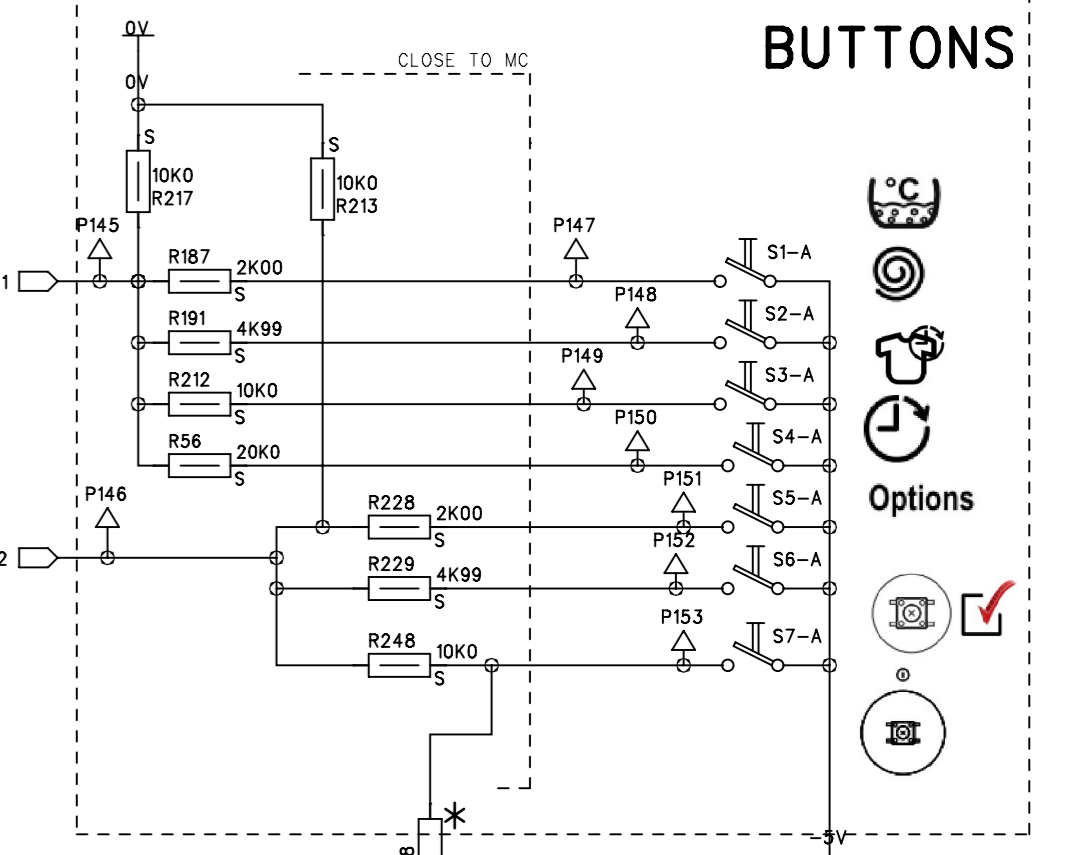 BUTTONS
0V
CLOSE TO MC
0V
S
S
10K0
R217
10K0
R213
°C
P145
P147
1
R187
2K00
S
S1-A
P148
R191
4K99
S
S2-A
P149
R212
10K0
S
S3-A
P150
R56
20K0
S
S4-A
P146
P151
Options
2
R228
2K00
S
S5-A
P152
R229
4K99
S
S6-A
P153
R248
10K0
S
S7-A
*
-5V